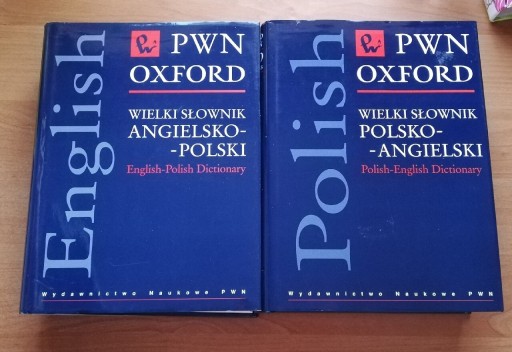 English
PWN
OXFORD
WIELKI SŁOWNIK
ANGIELSKO-
-POLSKI
English-Polish Dictionary
Wydawnictwo Naukowe PWN
Polish
PWN
OXFORD
WIELKI SŁOWNIK
POLSKO-
-ANGIELSKI
Polish-English Dictionary
Wydawnictwo Naukowe PWN